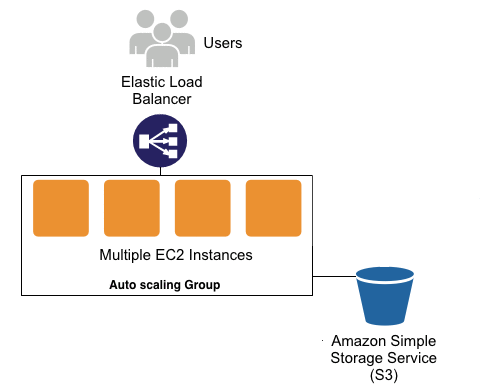 Users
Elastic Load
Balancer
Multiple EC2 Instances
Auto scaling Group
Amazon Simple
Storage Service
(S3)